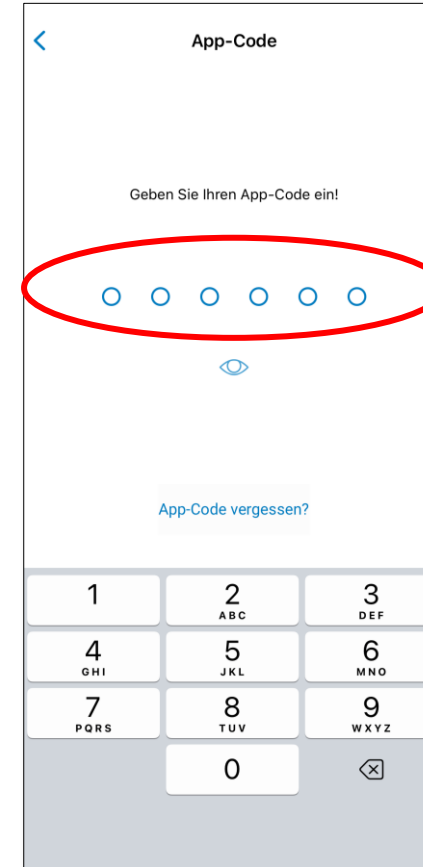 App-Code
Geben Sie Ihren App-Code ein!
App-Code vergessen?
1 2 3
ABC DEF
4 5 6
GHI JKL MNO
7 8 9
PQRS TUV WXYZ
0